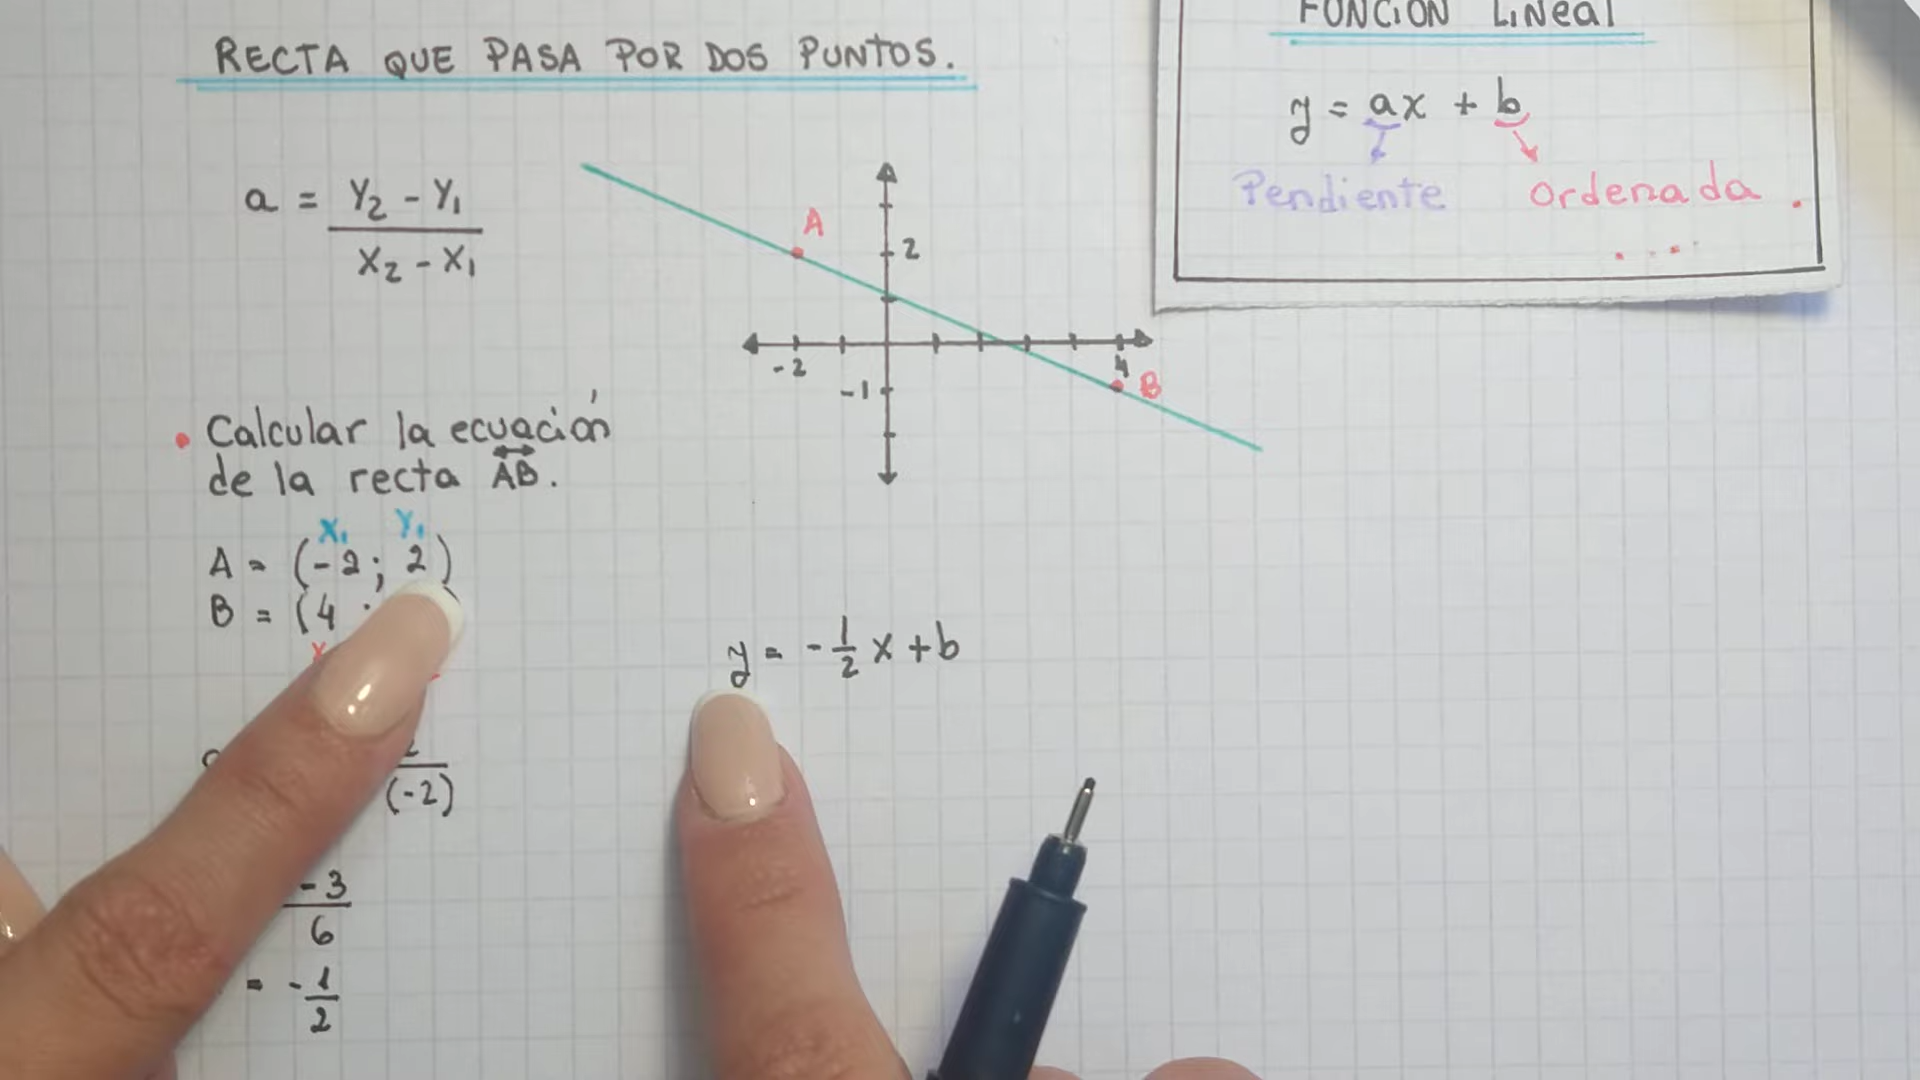 RECTA QUE PASA POR DOS PUNTOS.
FUNCIÓN LINEAL
y = ax + b
Pendiente Ordenada
a = Y₂ - Y₁ / X₂ - X₁
A
2
-2
4
-1
B
• Calcular la ecuación
de la recta AB.
X₁ Y₁
A = (-2; 2)
B = (4
y = -1/2 x + b
(-2)
-3
6
= -1/2